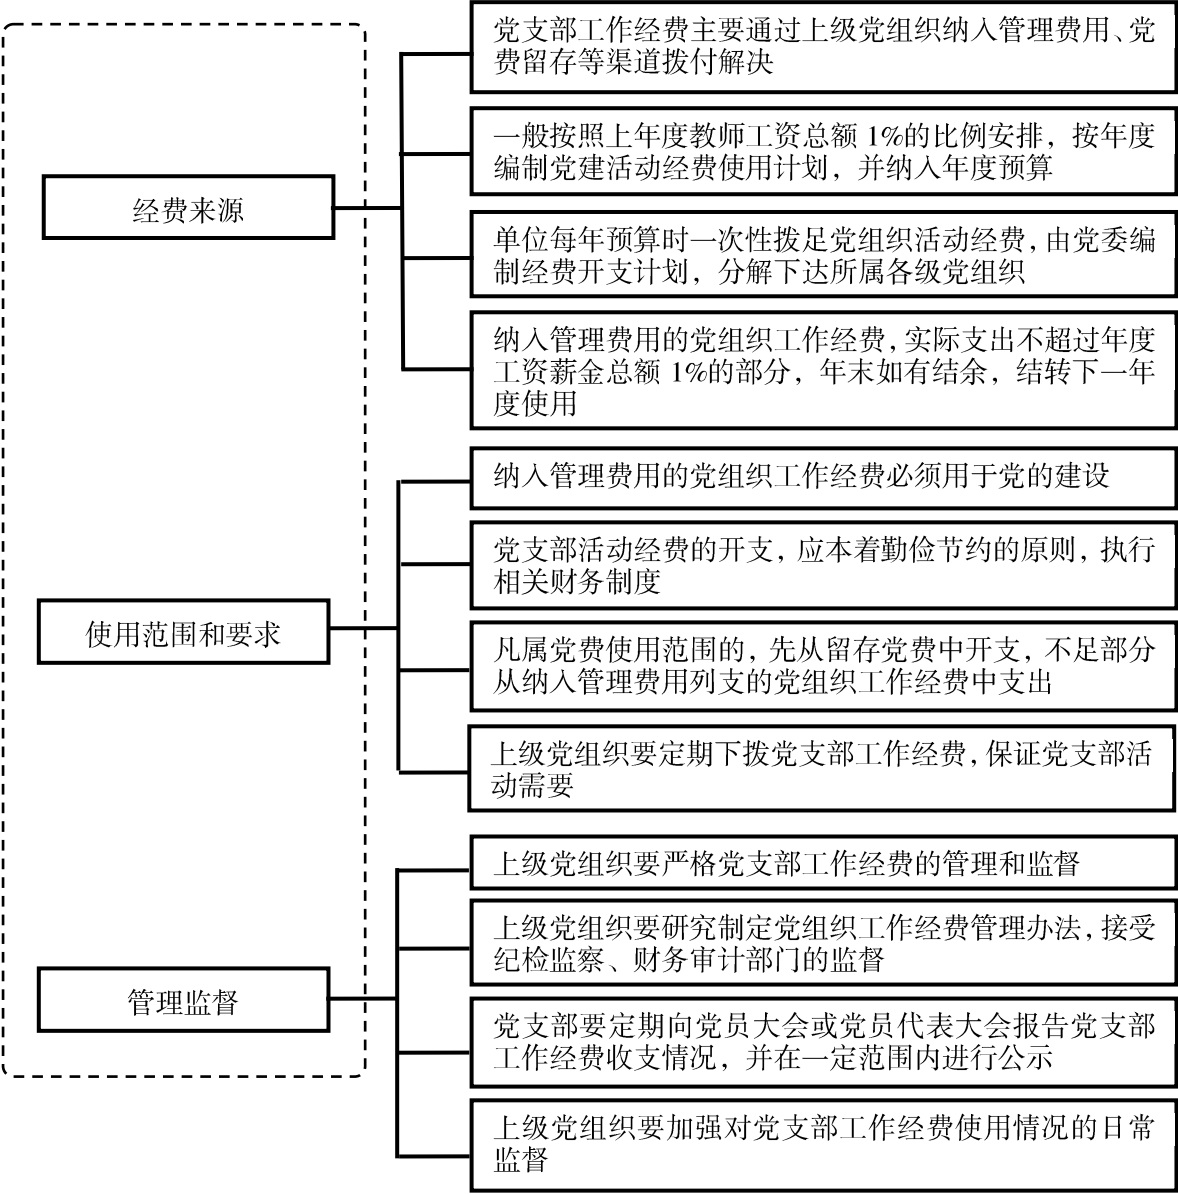 经费来源
党支部工作经费主要通过上级党组织纳入管理费用、党
费留存等渠道拨付解决
一般按照上年度教师工资总额 1%的比例安排，按年度
编制党建活动经费使用计划，并纳入年度预算
单位每年预算时一次性拨足党组织活动经费，由党委编
制经费开支计划，分解下达所属各级党组织
纳入管理费用的党组织工作经费，实际支出不超过年度
工资薪金总额 1%的部分，年末如有结余，结转下一年
度使用
使用范围和要求
纳入管理费用的党组织工作经费必须用于党的建设
党支部活动经费的开支，应本着勤俭节约的原则，执行
相关财务制度
凡属党费使用范围的，先从留存党费中开支，不足部分
从纳入管理费用列支的党组织工作经费中支出
上级党组织要定期下拨党支部工作经费，保证党支部活
动需要
管理监督
上级党组织要严格党支部工作经费的管理和监督
上级党组织要研究制定党组织工作经费管理办法，接受
纪检监察、财务审计部门的监督
党支部要定期向党员大会或党员代表大会报告党支部
工作经费收支情况，并在一定范围内进行公示
上级党组织要加强对党支部工作经费使用情况的日常
监督